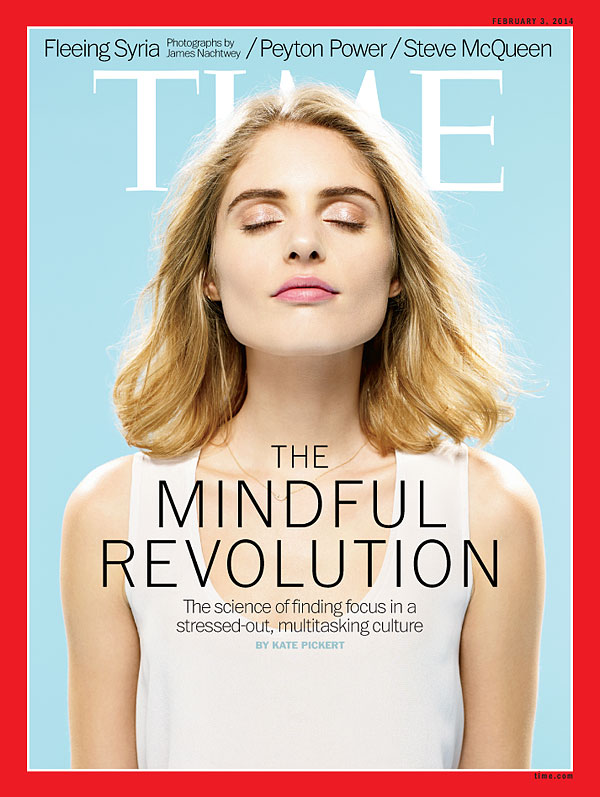 FEBRUARY 3, 2014
Fleeing Syria Photographs by James Nachtwey / Peyton Power / Steve McQueen
TIME
THE
MINDFUL
REVOLUTION
The science of finding focus in a
stressed-out, multitasking culture
BY KATE PICKERT
time.com